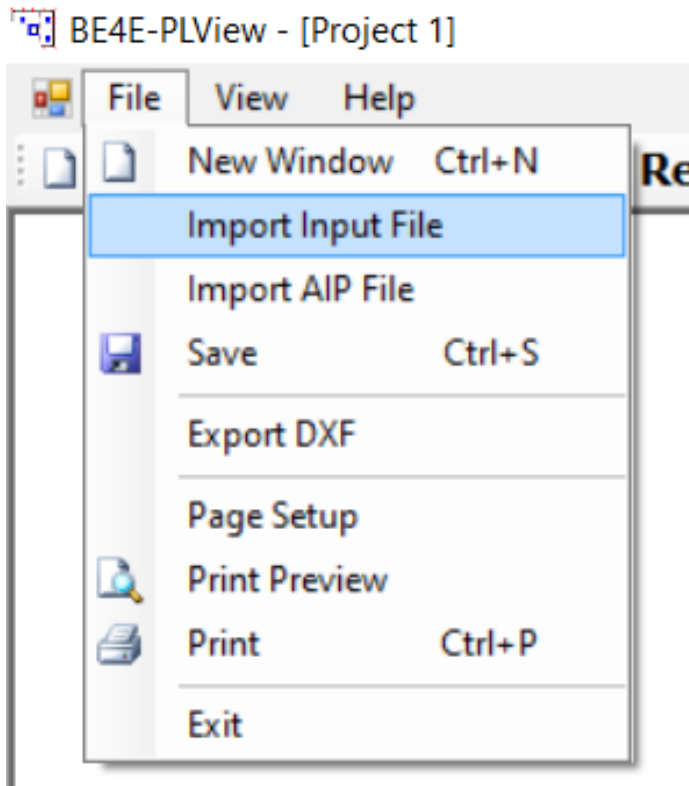 BE4E-PLView - [Project 1]
File View Help
New Window Ctrl+N
Re
Import Input File
Import AIP File
Save Ctrl+S
Export DXF
Page Setup
Print Preview
Print Ctrl+P
Exit